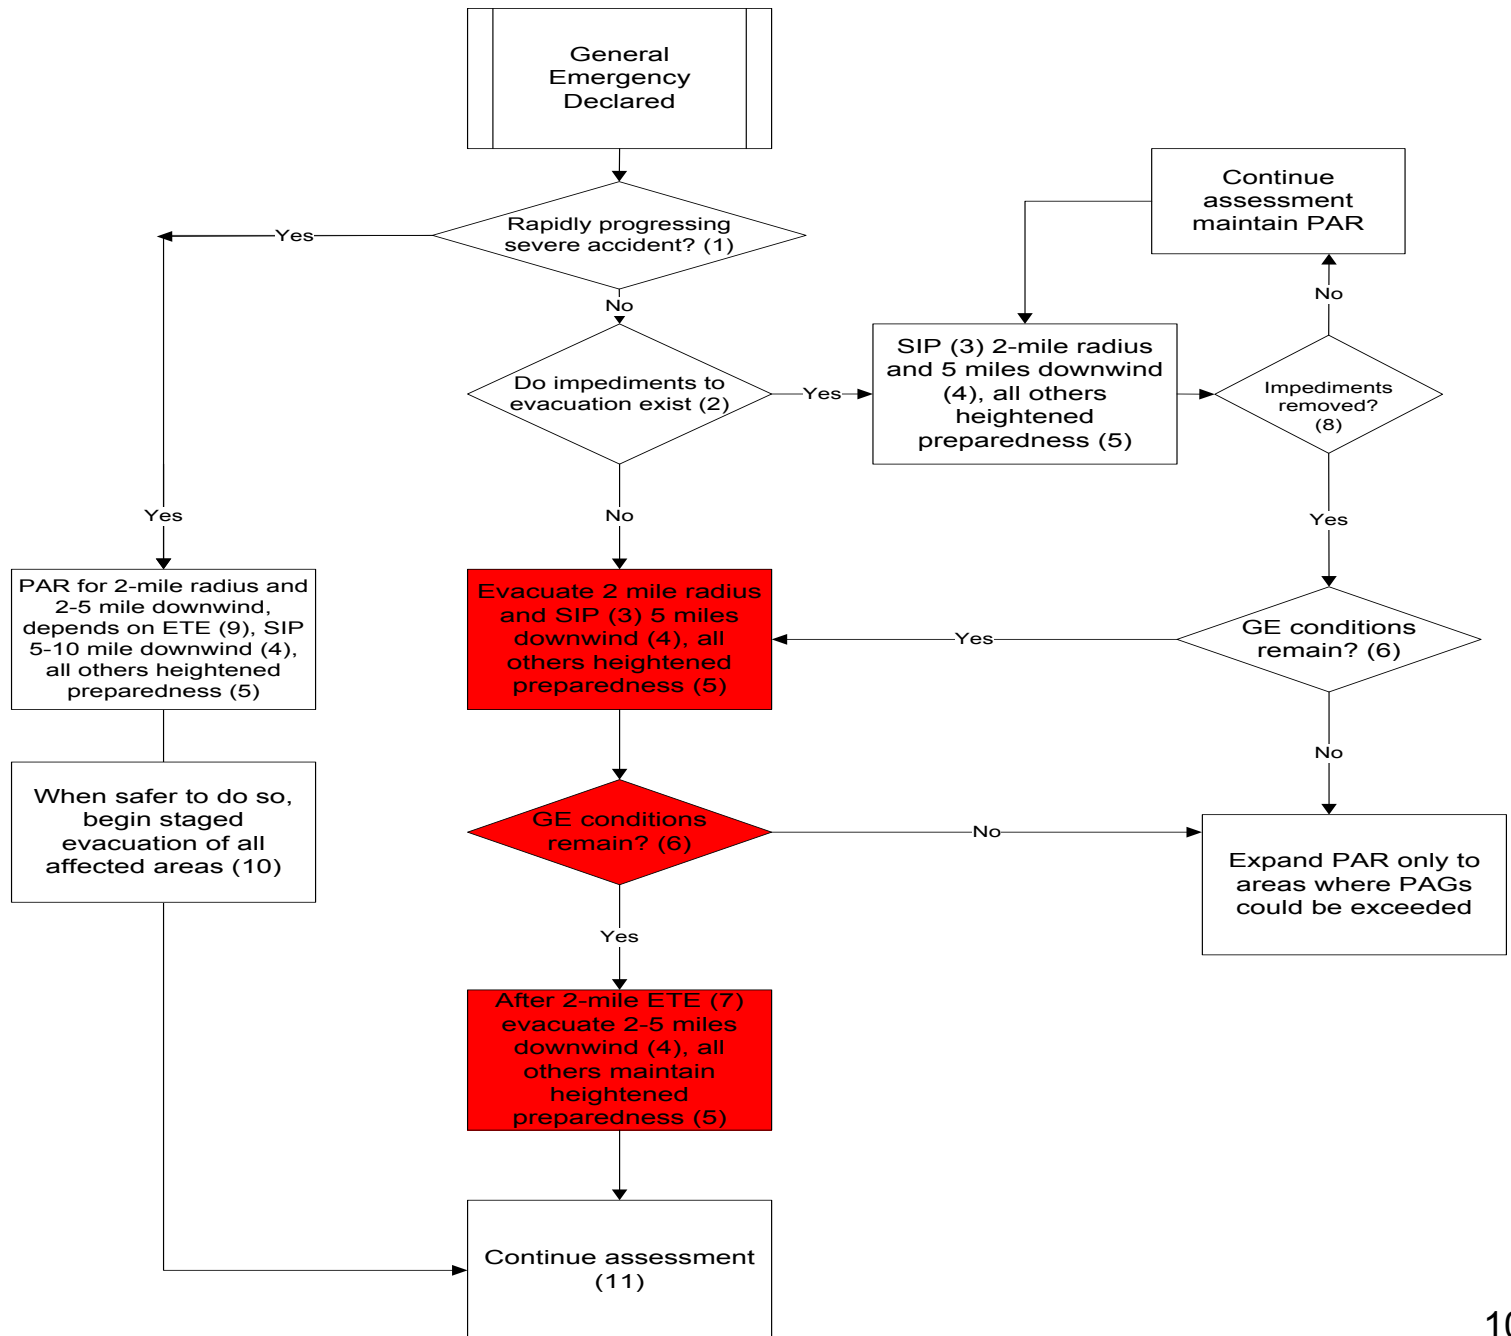 General
Emergency
Declared
Rapidly progressing
severe accident? (1)
Yes
No
Continue
assessment
maintain PAR
No
Do impediments to
evacuation exist (2)
Yes
SIP (3) 2-mile radius
and 5 miles downwind
(4), all others
heightened
preparedness (5)
Impediments
removed?
(8)
Yes
No
Yes
PAR for 2-mile radius and
2-5 mile downwind,
depends on ETE (9), SIP
5-10 mile downwind (4),
all others heightened
preparedness (5)
Evacuate 2 mile radius
and SIP (3) 5 miles
downwind (4), all
others heightened
preparedness (5)
Yes
GE conditions
remain? (6)
No
When safer to do so,
begin staged
evacuation of all
affected areas (10)
GE conditions
remain? (6)
No
Expand PAR only to
areas where PAGs
could be exceeded
Yes
After 2-mile ETE (7)
evacuate 2-5 miles
downwind (4), all
others maintain
heightened
preparedness (5)
Continue assessment
(11)